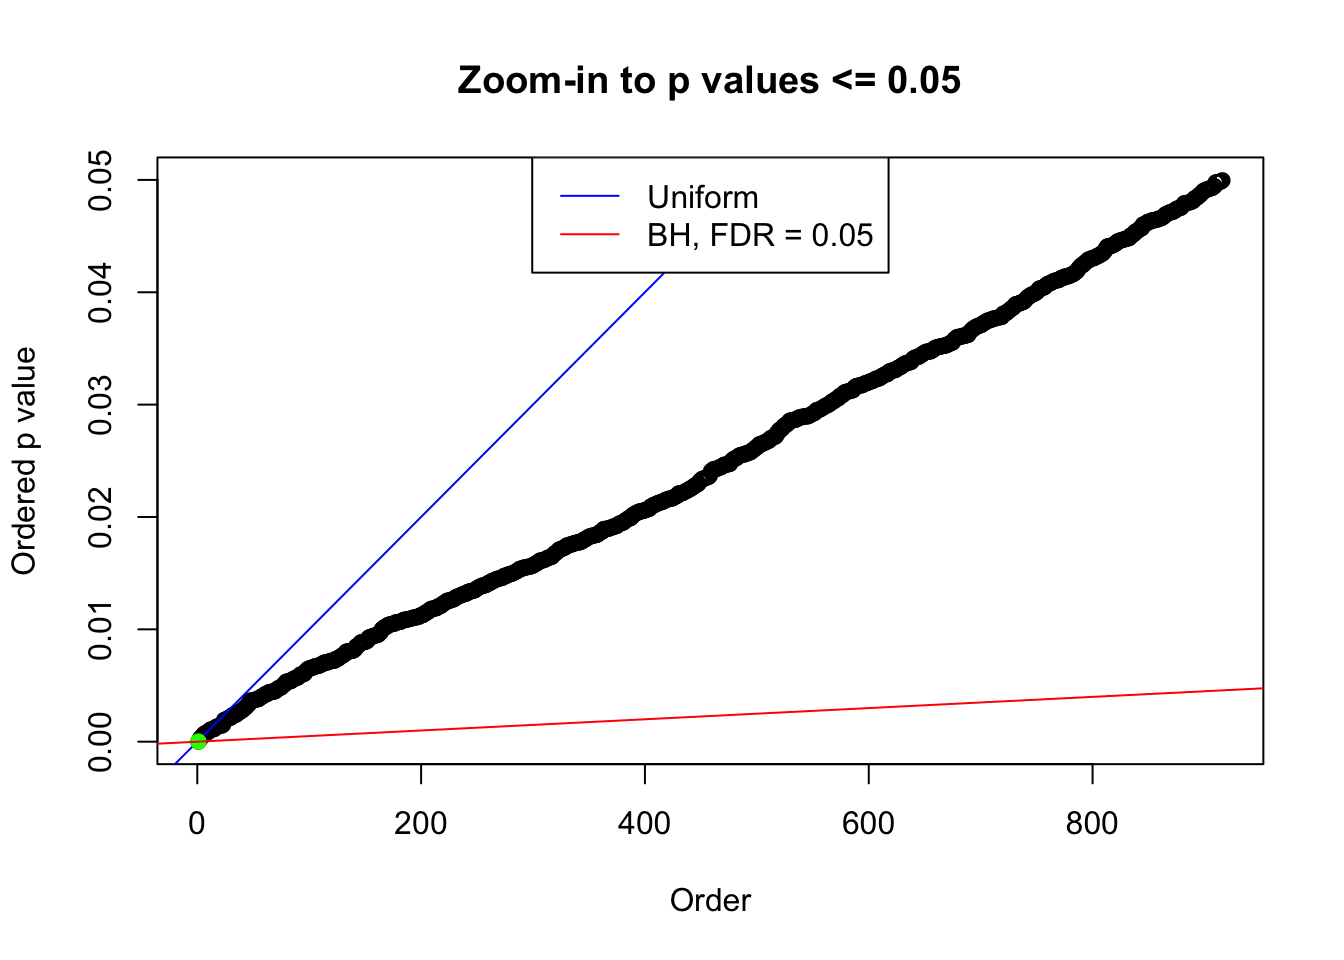 Zoom-in to p values <= 0.05
Uniform
BH, FDR = 0.05
Ordered p value
0.05
0.04
0.03
0.02
0.01
0.00
0 200 400 600 800
Order